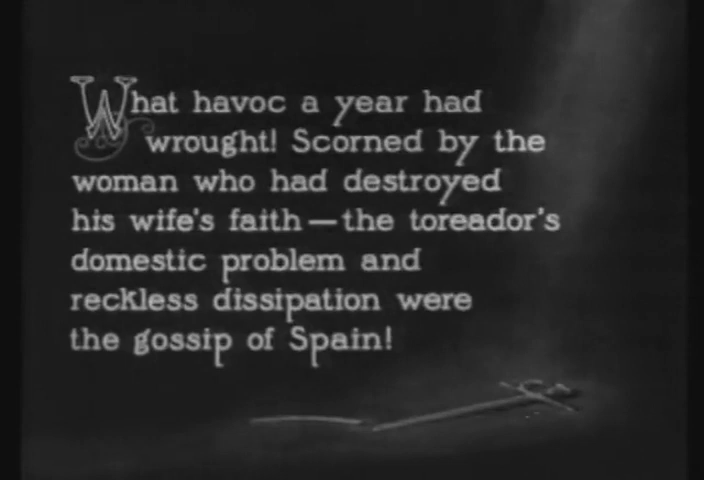 What havoc a year had
wrought! Scorned by the
woman who had destroyed
his wife's faith—the toreador's
domestic problem and
reckless dissipation were
the gossip of Spain!